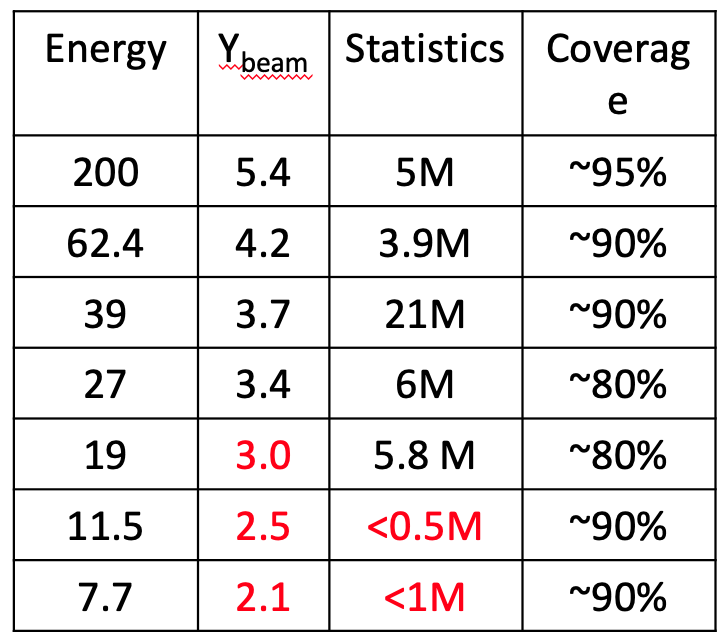 Energy Ybeam Statistics Coverag
e
200 5.4 5M ~95%
62.4 4.2 3.9M ~90%
39 3.7 21M ~90%
27 3.4 6M ~80%
19 3.0 5.8 M ~80%
11.5 2.5 <0.5M ~90%
7.7 2.1 <1M ~90%